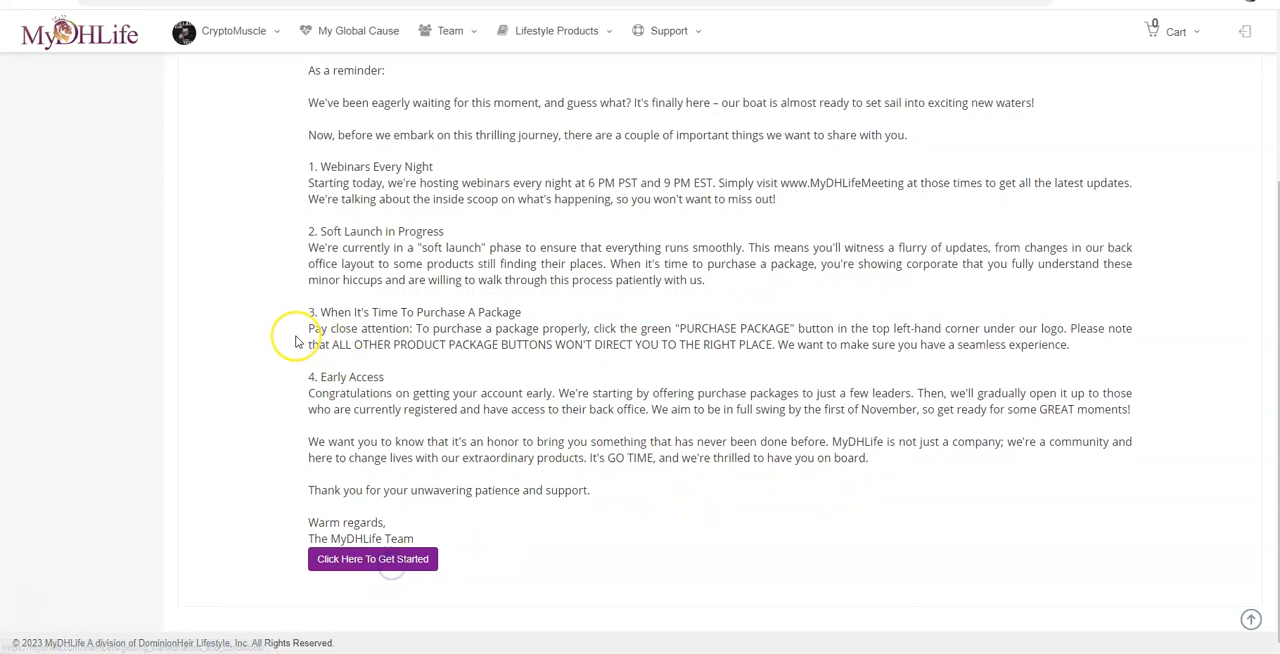 MyDHLife
CryptoMuscle
My Global Cause
Team
Lifestyle Products
Support
0
Cart
As a reminder:
We've been eagerly waiting for this moment, and guess what? It's finally here – our boat is almost ready to set sail into exciting new waters!
Now, before we embark on this thrilling journey, there are a couple of important things we want to share with you.
1. Webinars Every Night
Starting today, we're hosting webinars every night at 6 PM PST and 9 PM EST. Simply visit www.MyDHLifeMeeting at those times to get all the latest updates.
We're talking about the inside scoop on what's happening, so you won't want to miss out!
2. Soft Launch in Progress
We're currently in a "soft launch" phase to ensure that everything runs smoothly. This means you'll witness a flurry of updates, from changes in our back
office layout to some products still finding their places. When it's time to purchase a package, you're showing corporate that you fully understand these
minor hiccups and are willing to walk through this process patiently with us.
3. When It's Time To Purchase A Package
Pay close attention: To purchase a package properly, click the green "PURCHASE PACKAGE" button in the top left-hand corner under our logo. Please note
that ALL OTHER PRODUCT PACKAGE BUTTONS WON'T DIRECT YOU TO THE RIGHT PLACE. We want to make sure you have a seamless experience.
4. Early Access
Congratulations on getting your account early. We're starting by offering purchase packages to just a few leaders. Then, we'll gradually open it up to those
who are currently registered and have access to their back office. We aim to be in full swing by the first of November, so get ready for some GREAT moments!
We want you to know that it's an honor to bring you something that has never been done before. MyDHLife is not just a company; we're a community and
here to change lives with our extraordinary products. It's GO TIME, and we're thrilled to have you on board.
Thank you for your unwavering patience and support.
Warm regards,
The MyDHLife Team
Click Here To Get Started
© 2023 MyDHLife A division of DominionHeir Lifestyle, Inc. All Rights Reserved.